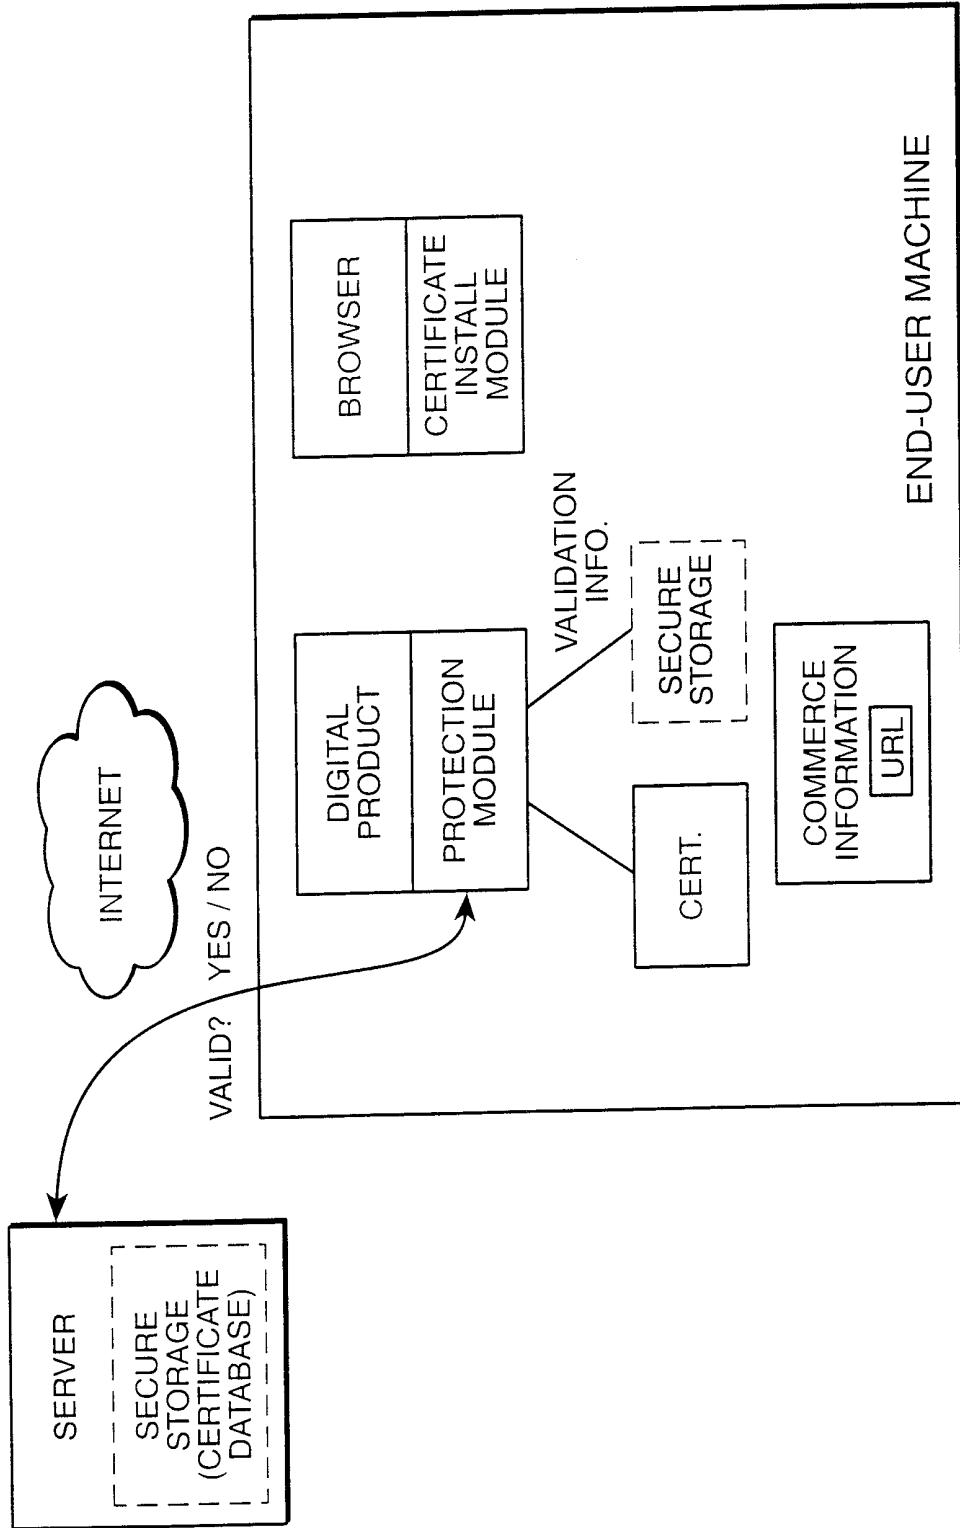 SERVER
SECURE
STORAGE
(CERTIFICATE
DATABASE)
INTERNET
VALID? YES / NO
DIGITAL
PRODUCT
PROTECTION
MODULE
BROWSER
CERTIFICATE
INSTALL
MODULE
VALIDATION
INFO.
CERT.
SECURE
STORAGE
COMMERCE
INFORMATION
URL
END-USER MACHINE